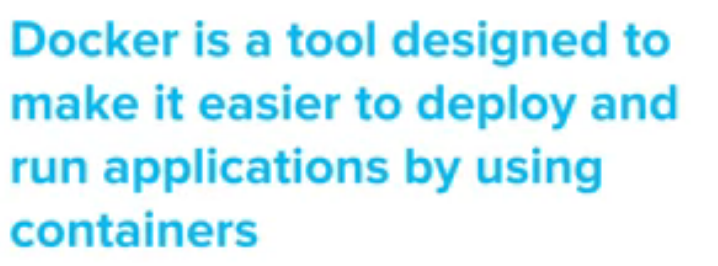 Docker is a tool designed to
make it easier to deploy and
run applications by using
containers